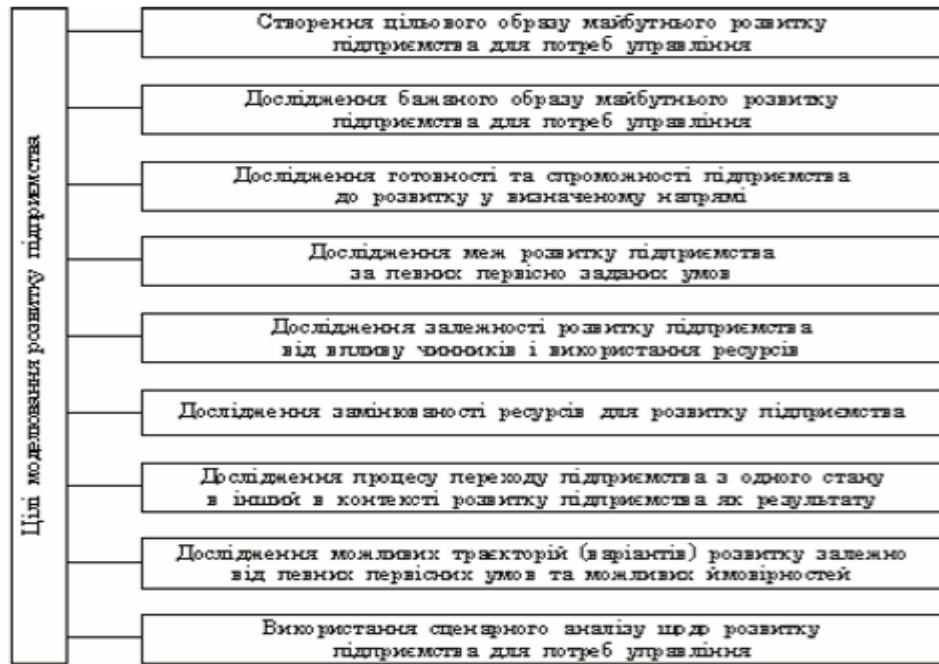 Цілі моделювання розвитку підприємства
Створення цільового образу майбутнього розвитку
підприємства для потреб управління
Дослідження бажаного образу майбутнього розвитку
підприємства для потреб управління
Дослідження готовності та спроможності підприємства
до розвитку у визначеному напрямі
Дослідження меж розвитку підприємства
за певних первісно заданих умов
Дослідження залежності розвитку підприємства
від впливу чинників і використання ресурсів
Дослідження замінюваності ресурсів для розвитку підприємства
Дослідження процесу переходу підприємства з одного стану
в інший в контексті розвитку підприємства як результату
Дослідження можливих траєкторій (варіантів) розвитку залежно
від певних первісних умов та можливих ймовірностей
Використання сценарного аналізу щодо розвитку
підприємства для потреб управління